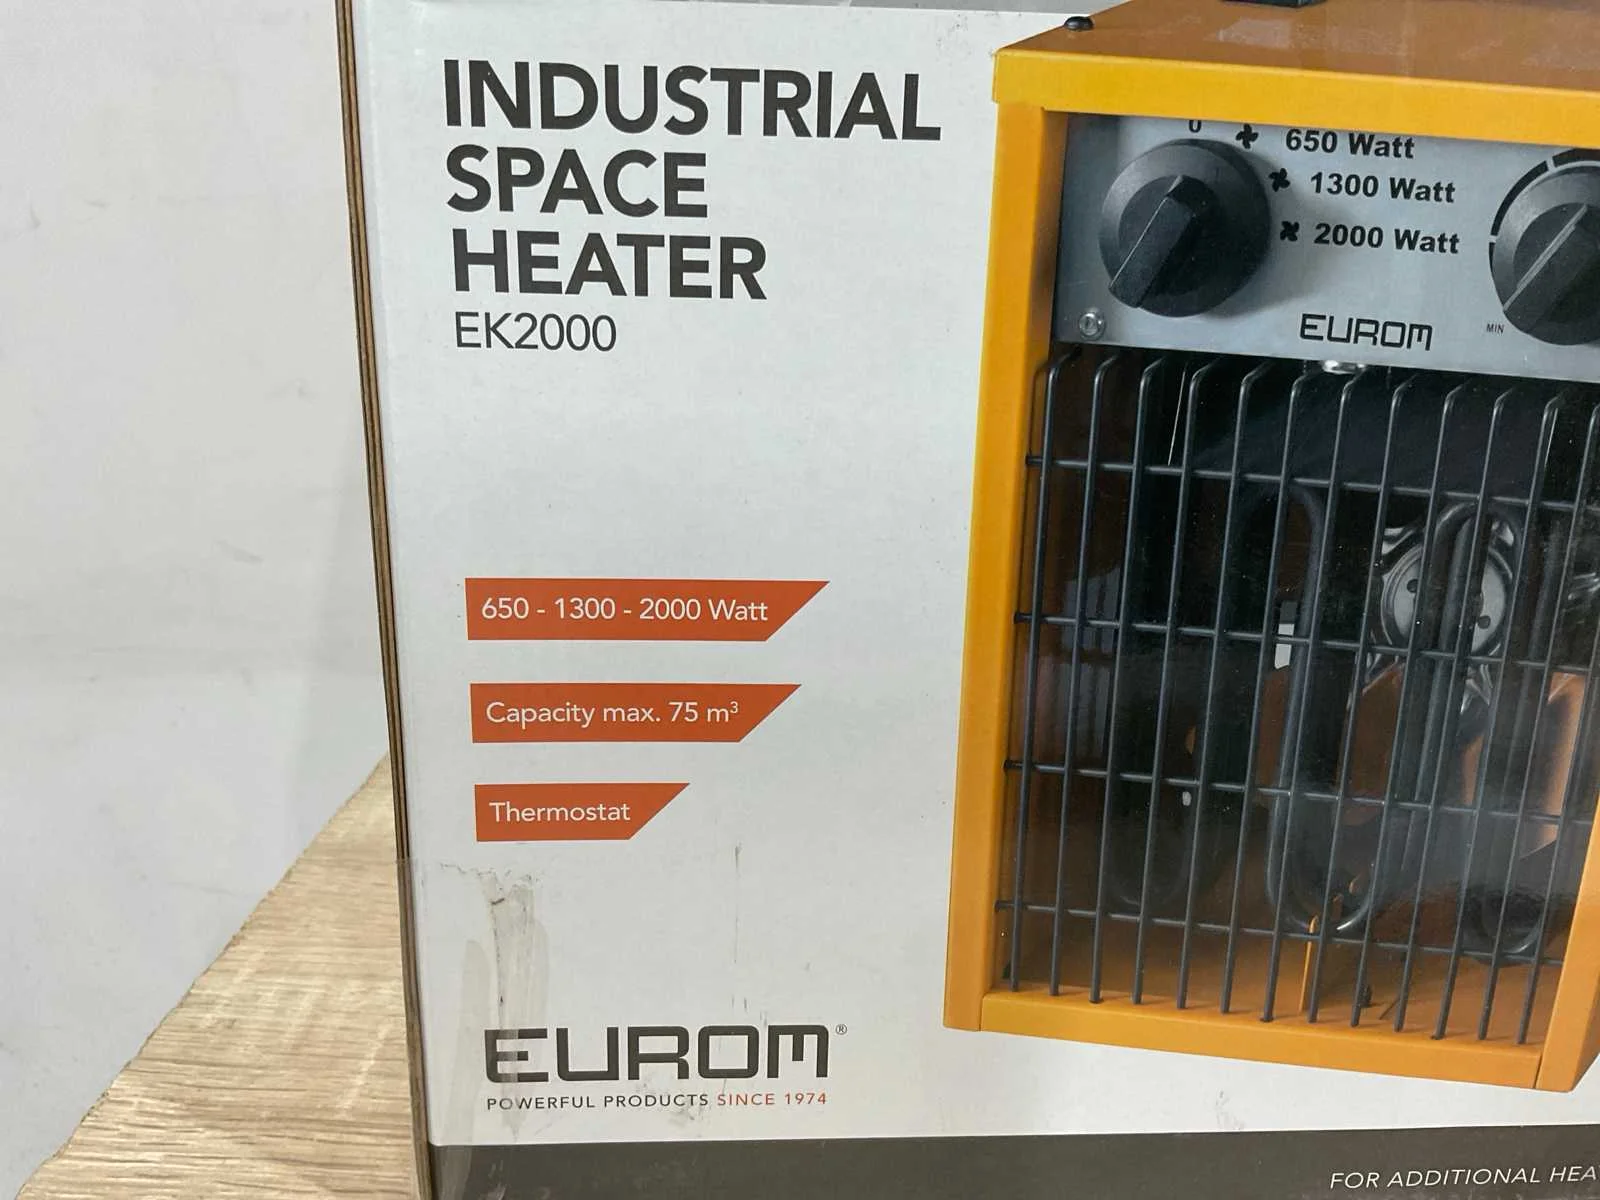 INDUSTRIAL
SPACE
HEATER
EK2000
650 - 1300 - 2000 Watt
Capacity max. 75 m³
Thermostat
EUROM®
POWERFUL PRODUCTS SINCE 1974
0
650 Watt
1300 Watt
2000 Watt
EUROM
MIN
FOR ADDITIONAL HEA